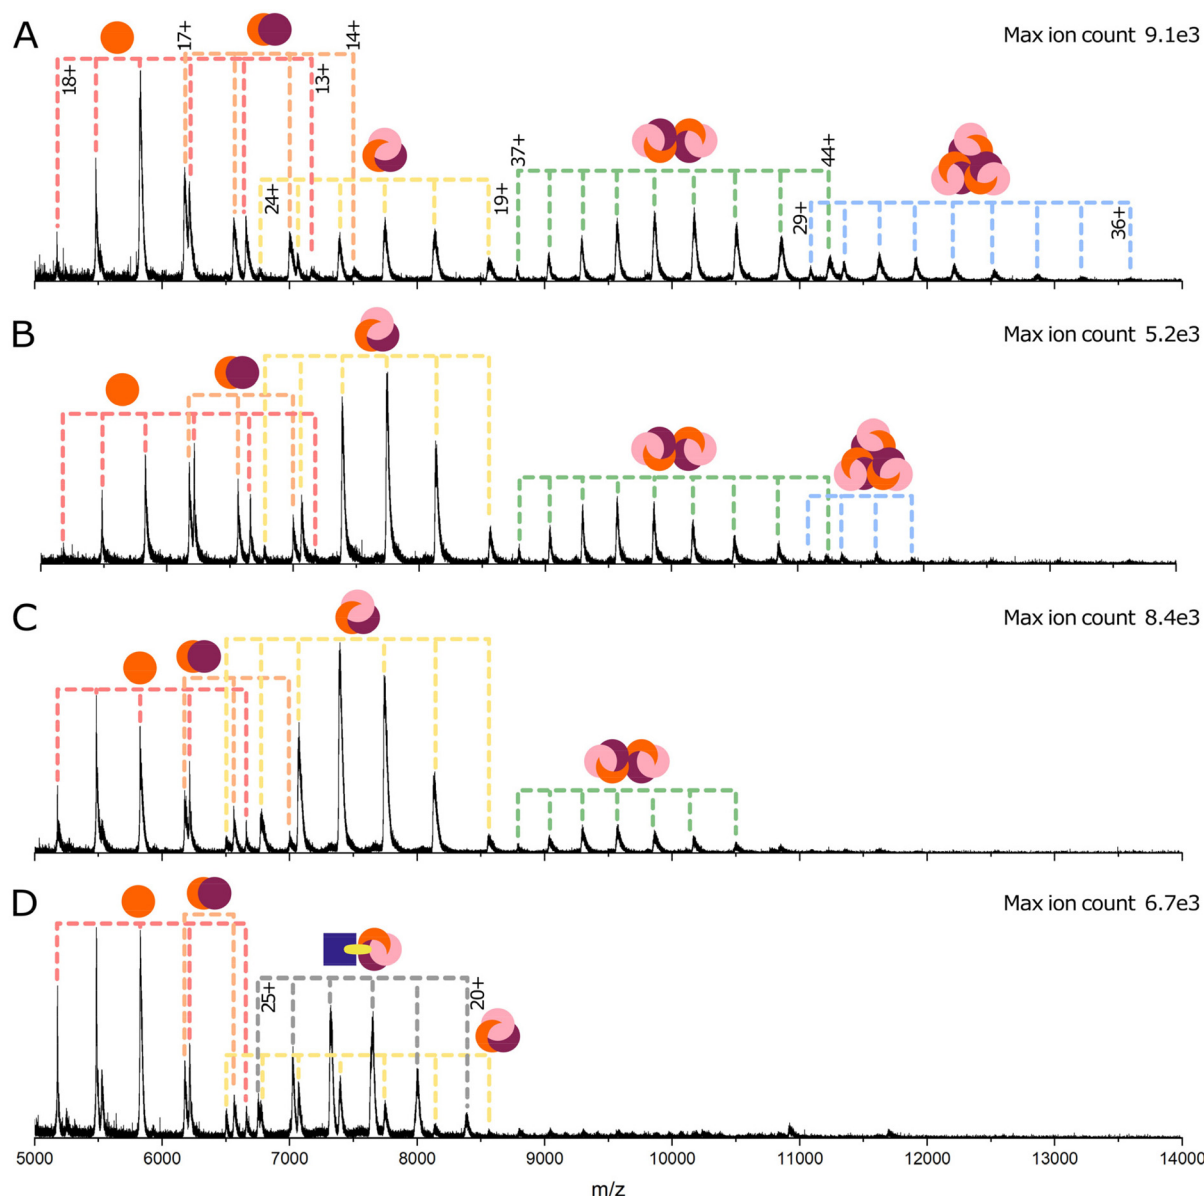 A
Max ion count 9.1e3
18+
17+
14+
13+
24+
19+
37+
44+
29+
36+
B
Max ion count 5.2e3
C
Max ion count 8.4e3
D
Max ion count 6.7e3
25+
20+
5000 6000 7000 8000 9000 10000 11000 12000 13000 14000
m/z